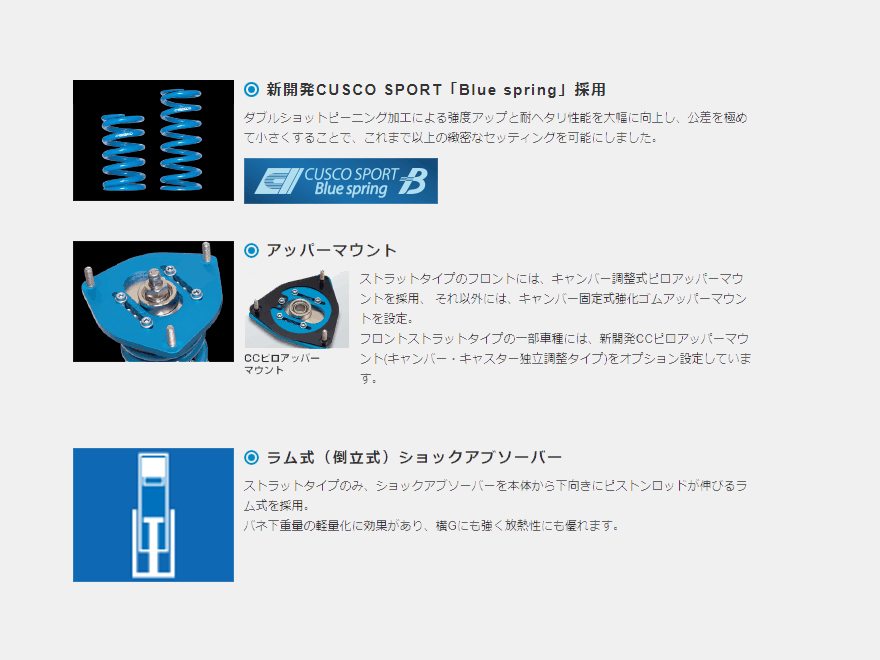 新開発CUSCO SPORT「Blue spring」採用
ダブルショットピーニング加工による強度アップと耐ヘタリ性能を大幅に向上し、公差を極め
て小さくすることで、これまで以上の緻密なセッティングを可能にしました。
CUSCO SPORT B
Blue spring
アッパーマウント
ストラットタイプのフロントには、キャンバー調整式ピロアッパーマウ
ントを採用、 それ以外には、キャンバー固定式強化ゴムアッパーマウン
トを設定。
フロントストラットタイプの一部車種には、新開発CCピロアッパーマウ
ント(キャンバー・キャスター独立調整タイプ)をオプション設定していま
す。
CCピロアッパー
マウント
ラム式（倒立式）ショックアブソーバー
ストラットタイプのみ、ショックアブソーバーを本体から下向きにピストンロッドが伸びるラ
ム式を採用。
バネ下重量の軽量化に効果があり、横Gにも強く放熱性にも優れます。